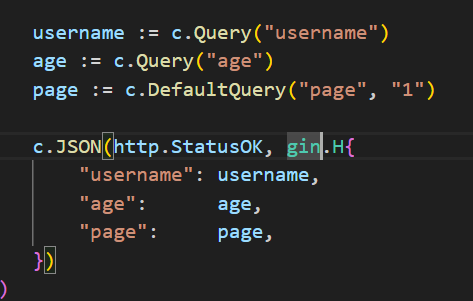 username := c.Query("username")
age := c.Query("age")
page := c.DefaultQuery("page", "1")
c.JSON(http.StatusOK, gin.H{
"username": username,
"age":      age,
"page":     page,
})
)